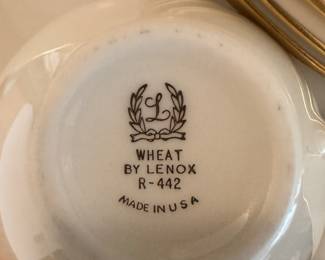 L
WHEAT
BY LENOX
R-442
MADE IN USA